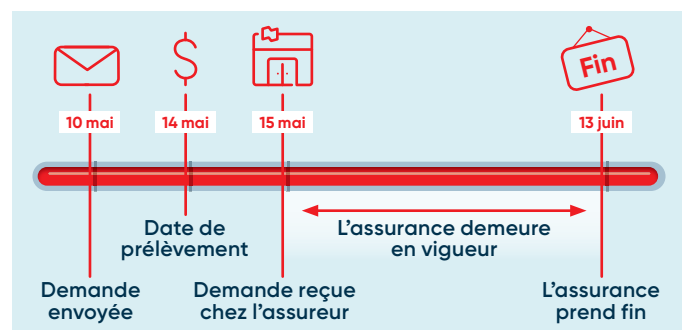 Fin
10 mai
14 mai
15 mai
13 juin
Date de
prélèvement
L'assurance demeure
en vigueur
Demande
envoyée
Demande reçue
chez l'assureur
L'assurance
prend fin